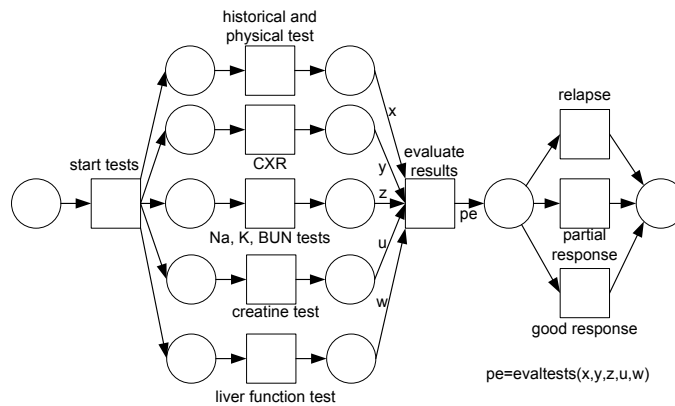 historical and
physical test
x
relapse
CXR
start tests
y
evaluate
results
z
pe
Na, K, BUN tests
u
partial
response
creatine test
w
good response
liver function test
pe=evaltests(x,y,z,u,w)